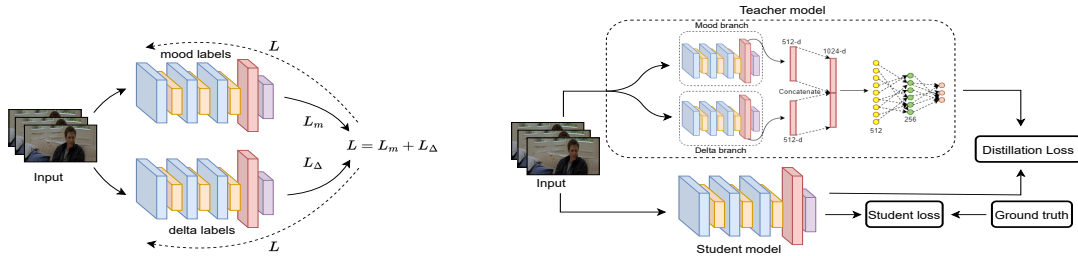 L
mood labels
L_m
L = L_m + L_Δ
L_Δ
Input
delta labels
L
Teacher model
Mood branch
512-d
1024-d
Concatenate
512
256
512-d
Delta branch
Distillation Loss
Input
Student loss
Ground truth
Student model